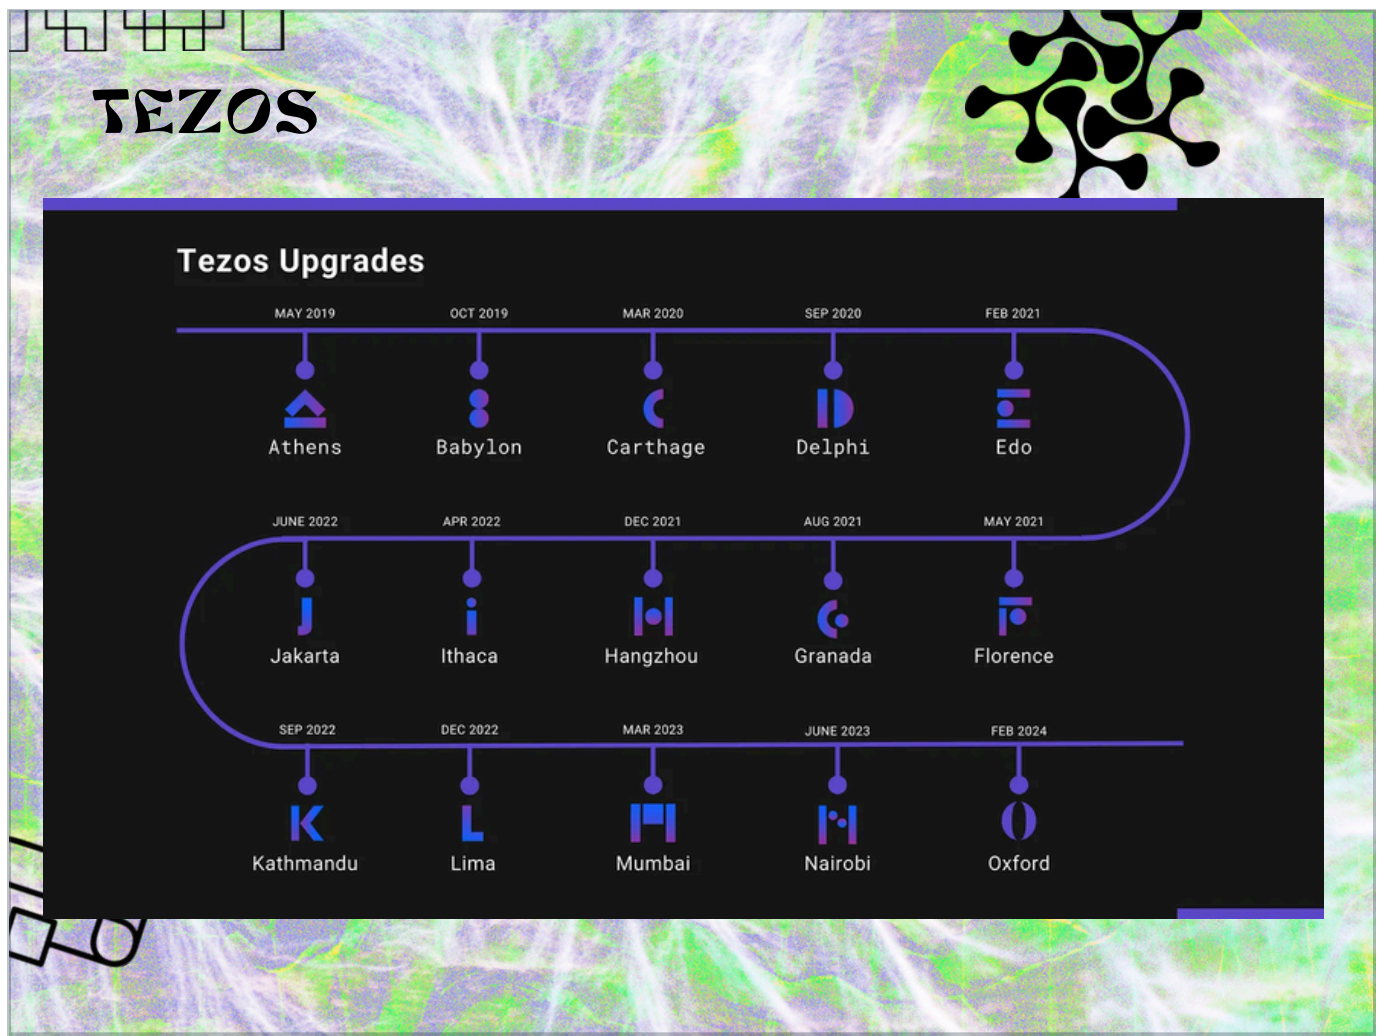 TEZOS
Tezos Upgrades
MAY 2019 OCT 2019 MAR 2020 SEP 2020 FEB 2021
Athens Babylon Carthage Delphi Edo
JUNE 2022 APR 2022 DEC 2021 AUG 2021 MAY 2021
Jakarta Ithaca Hangzhou Granada Florence
SEP 2022 DEC 2022 MAR 2023 JUNE 2023 FEB 2024
Kathmandu Lima Mumbai Nairobi Oxford